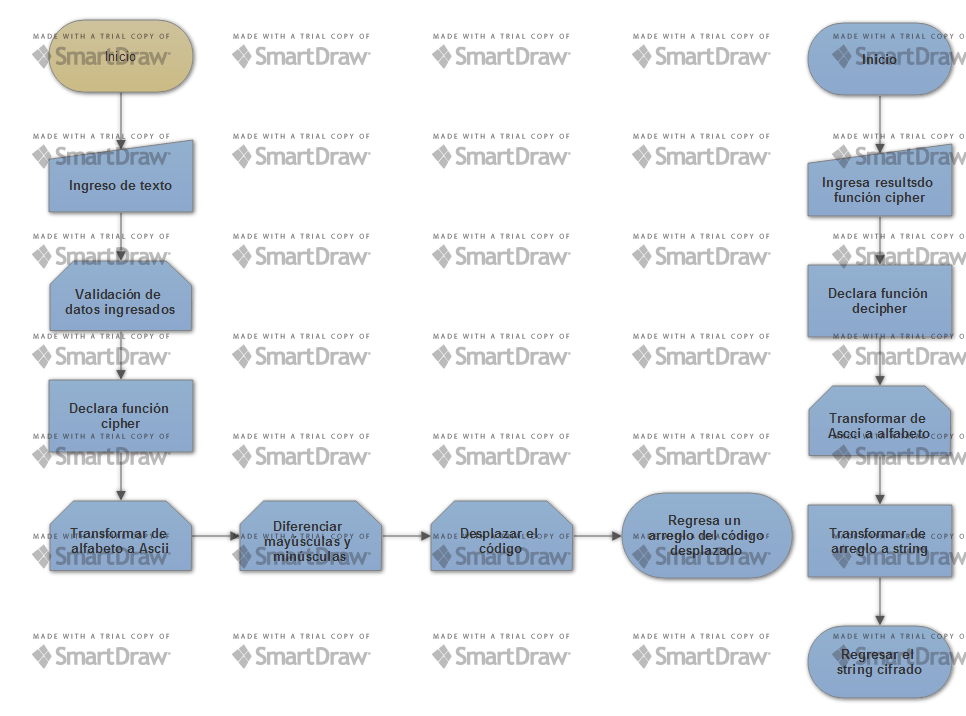 Inicio
Ingreso de texto
Validación de
datos ingresados
Declara función
cipher
Transformar de
alfabeto a Ascii
Diferenciar
mayúsculas y
minúsculas
Desplazar el
código
Regresa un
arreglo del código
desplazado
Inicio
Ingresa resultsdo
función cipher
Declara función
decipher
Transformar de
Asoci a alfabeto
Transformar de
arreglo a string
Regresar el
string cifrado
MADE WITH A TRIAL COPY OF
SmartDraw